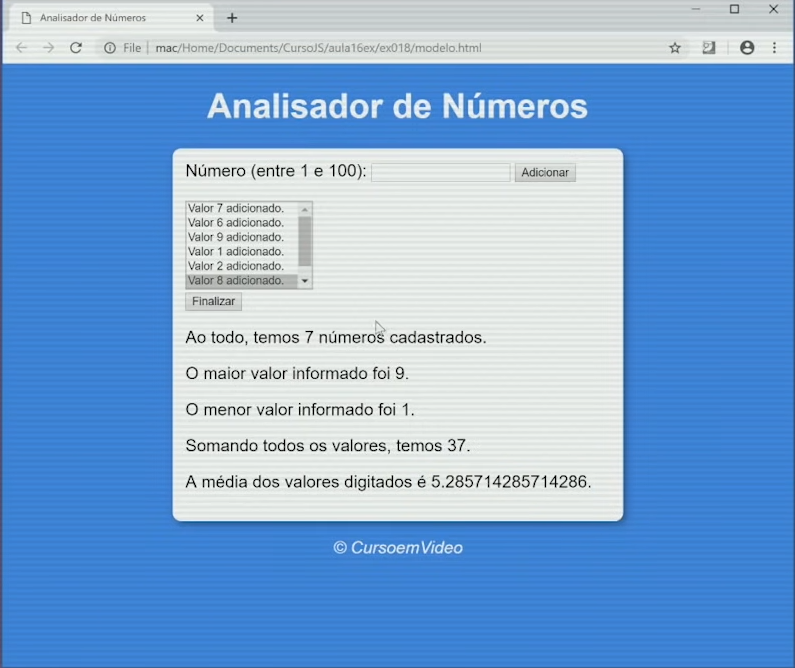 Analisador de Números
File | mac/Home/Documents/CursoJS/aula16ex/ex018/modelo.html
Analisador de Números
Número (entre 1 e 100): Adicionar
Valor 7 adicionado.
Valor 6 adicionado.
Valor 9 adicionado.
Valor 1 adicionado.
Valor 2 adicionado.
Valor 8 adicionado.
Finalizar
Ao todo, temos 7 números cadastrados.
O maior valor informado foi 9.
O menor valor informado foi 1.
Somando todos os valores, temos 37.
A média dos valores digitados é 5.285714285714286.
© CursoemVideo